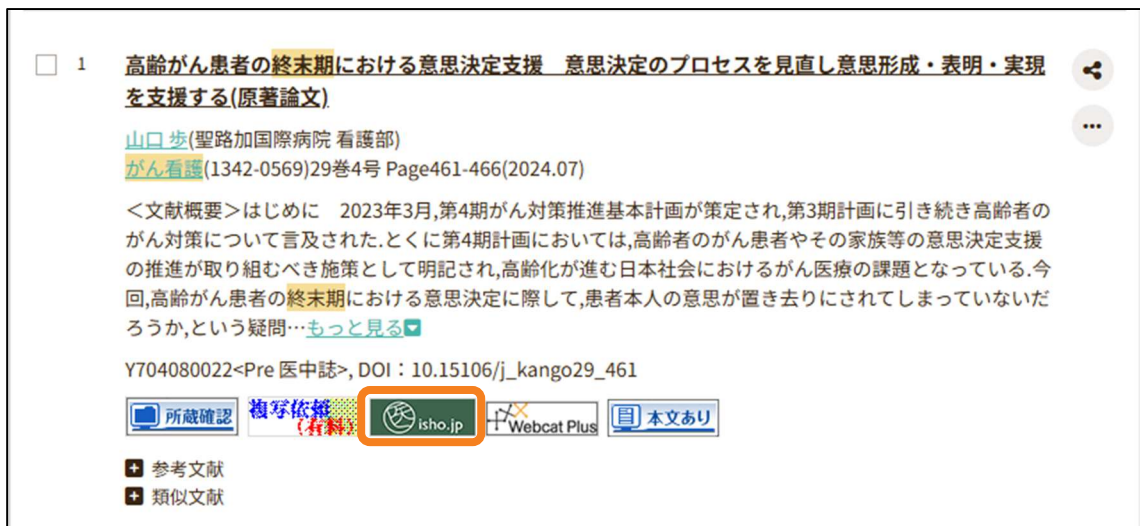 1 高齢がん患者の終末期における意思決定支援 意思決定のプロセスを見直し意思形成・表明・実現
を支援する(原著論文)
山口 歩(聖路加国際病院 看護部)
がん看護(1342-0569)29巻4号 Page461-466(2024.07)
＜文献概要＞はじめに 2023年3月,第4期がん対策推進基本計画が策定され,第3期計画に引き続き高齢者の
がん対策について言及された.とくに第4期計画においては,高齢者のがん患者やその家族等の意思決定支援
の推進が取り組むべき施策として明記され,高齢化が進む日本社会におけるがん医療の課題となっている.今
回,高齢がん患者の終末期における意思決定に際して,患者本人の意思が置き去りにされてしまっていないだ
ろうか,という疑問…もっと見る
Y704080022<Pre 医中誌>, DOI：10.15106/j_kango29_461
所蔵確認 複写依頼 医 isho.jp Webcat Plus 本文あり
(有料)
参考文献
類似文献